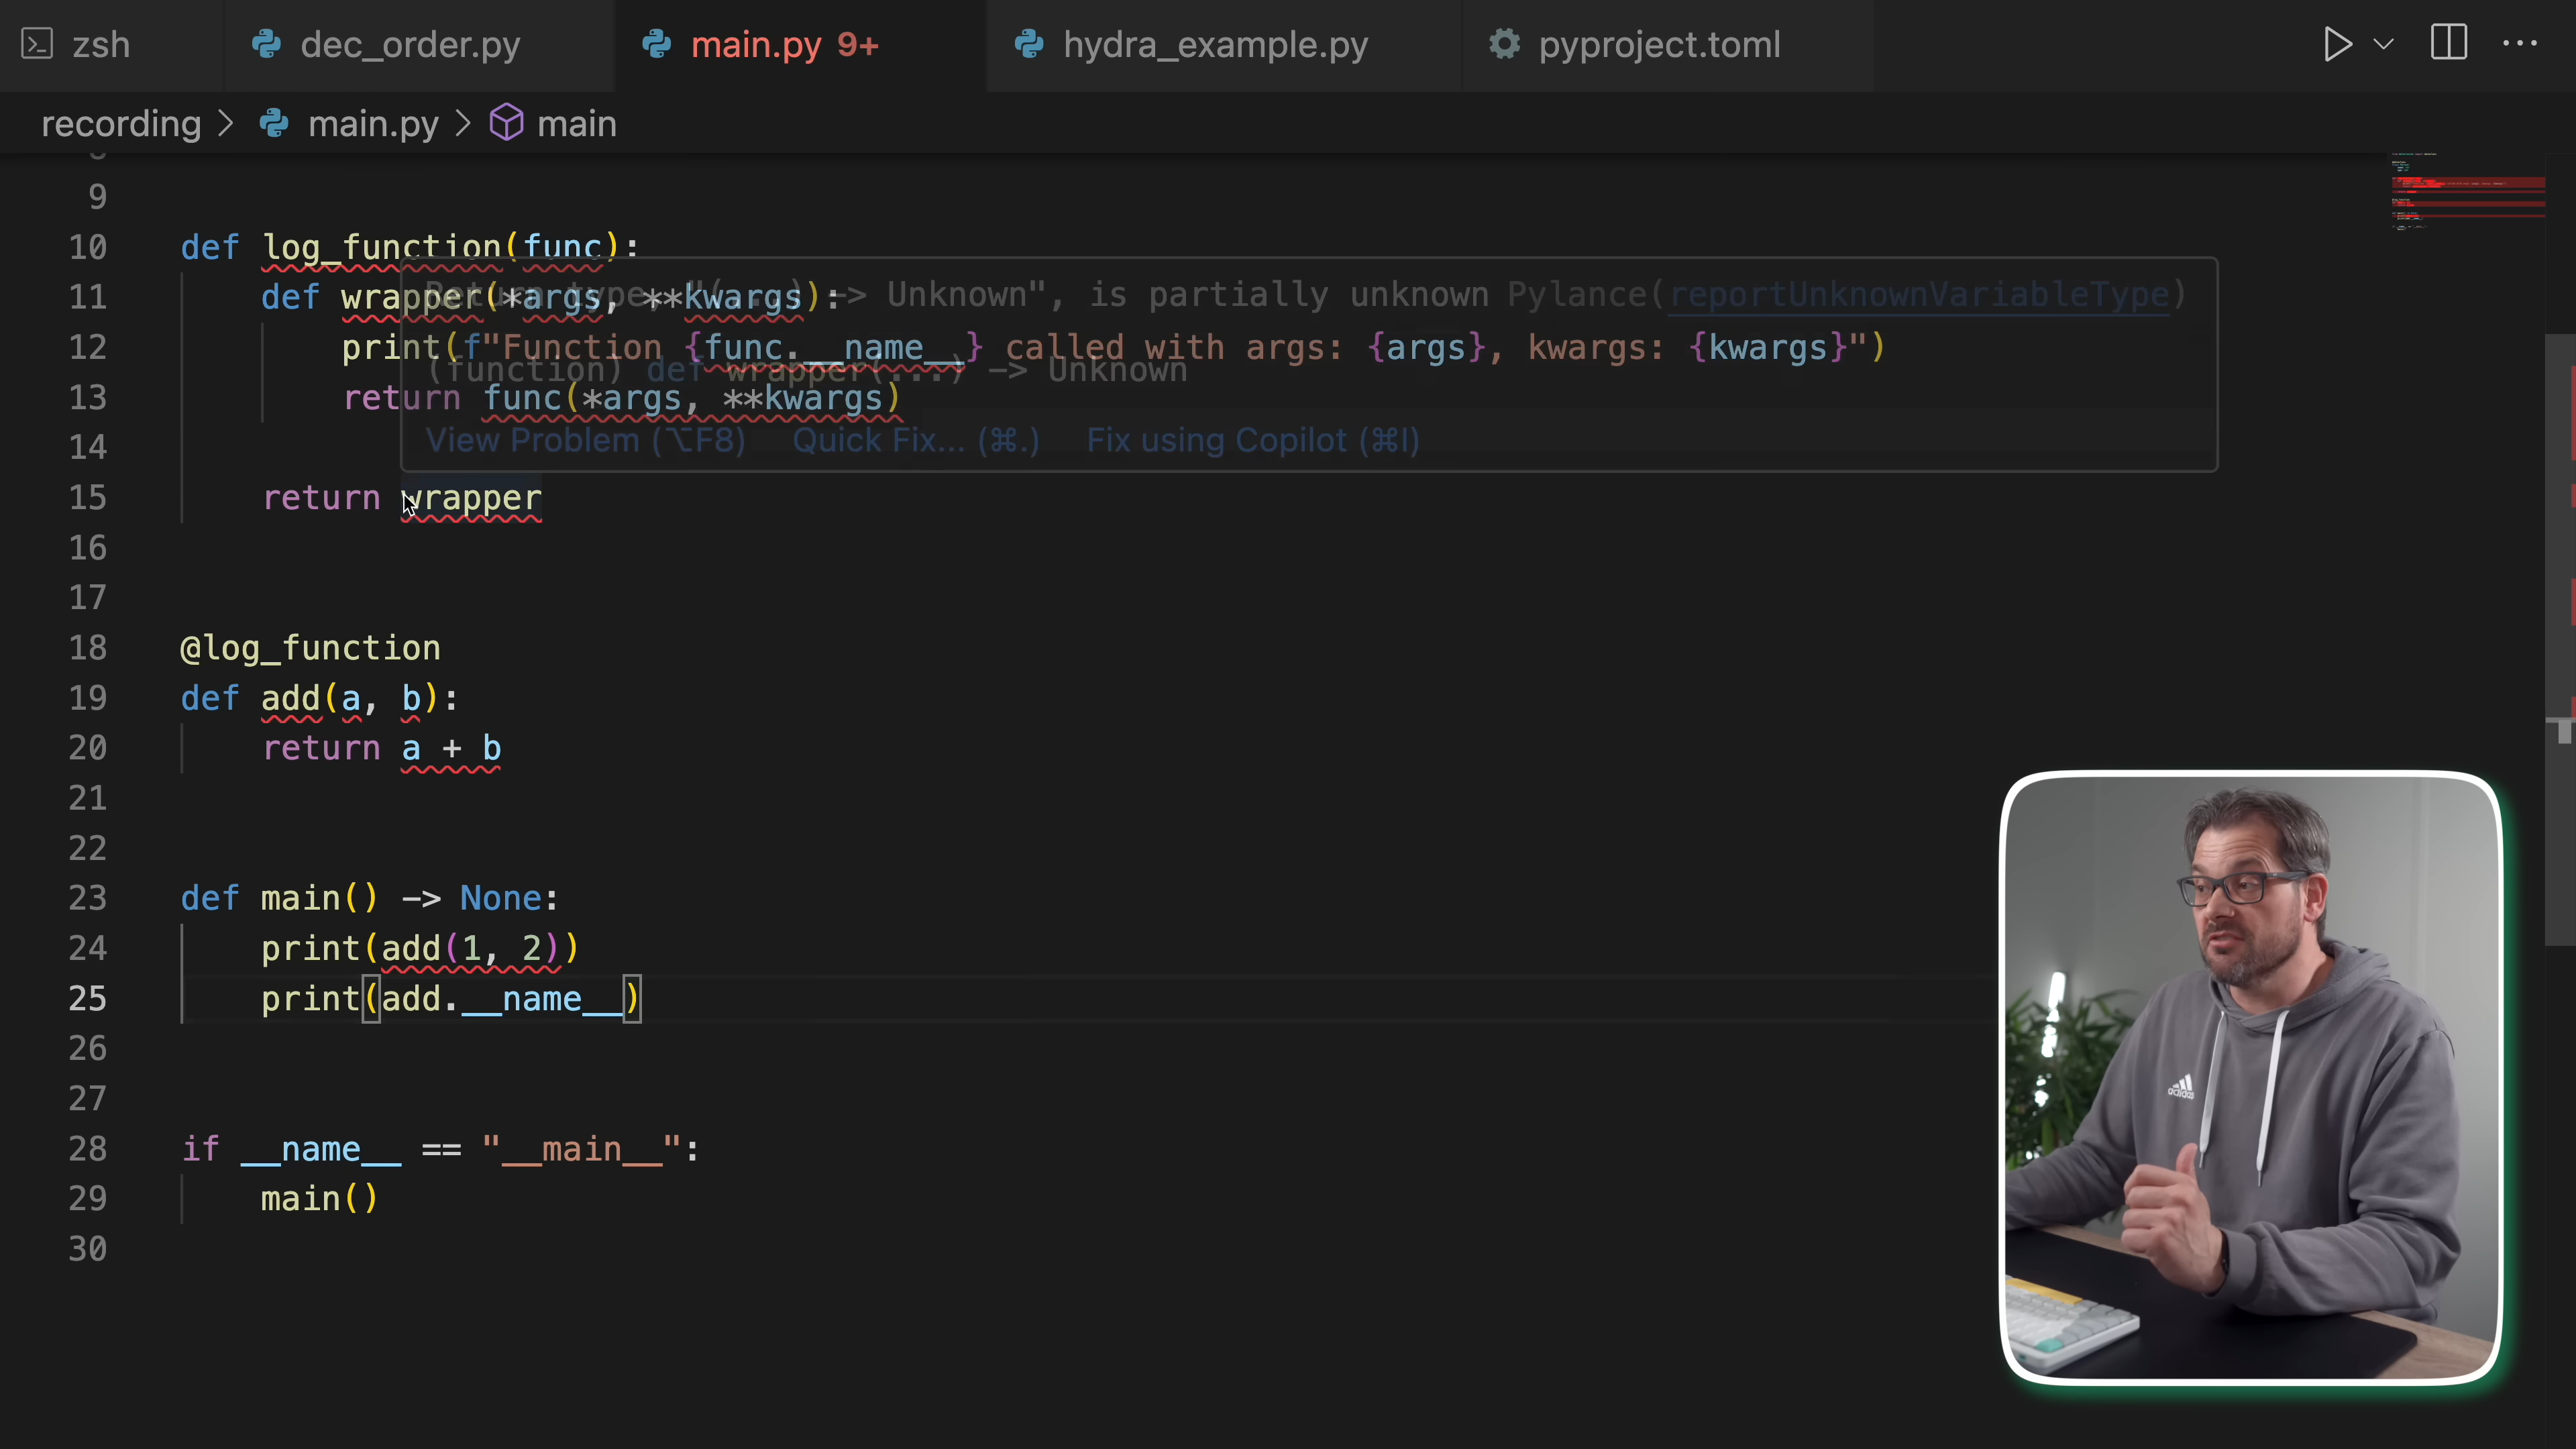 zsh
dec_order.py
main.py 9+
hydra_example.py
pyproject.toml
recording > main.py > main
9
10 def log_function(func):
11 def wrapper(*args, **kwargs):
Return type, "(...) -> Unknown", is partially unknown Pylance(reportUnknownVariableType)
12 print(f"Function {func.__name__} called with args: {args}, kwargs: {kwargs}")
(function) def wrapper(...) -> Unknown
13 return func(*args, **kwargs)
View Problem (⌥F8) Quick Fix... (⌘.) Fix using Copilot (⌘I)
14
15 return wrapper
16
17
18 @log_function
19 def add(a, b):
20 return a + b
21
22
23 def main() -> None:
24 print(add(1, 2))
25 print(add.__name__)
26
27
28 if __name__ == "__main__":
29 main()
30
adidas